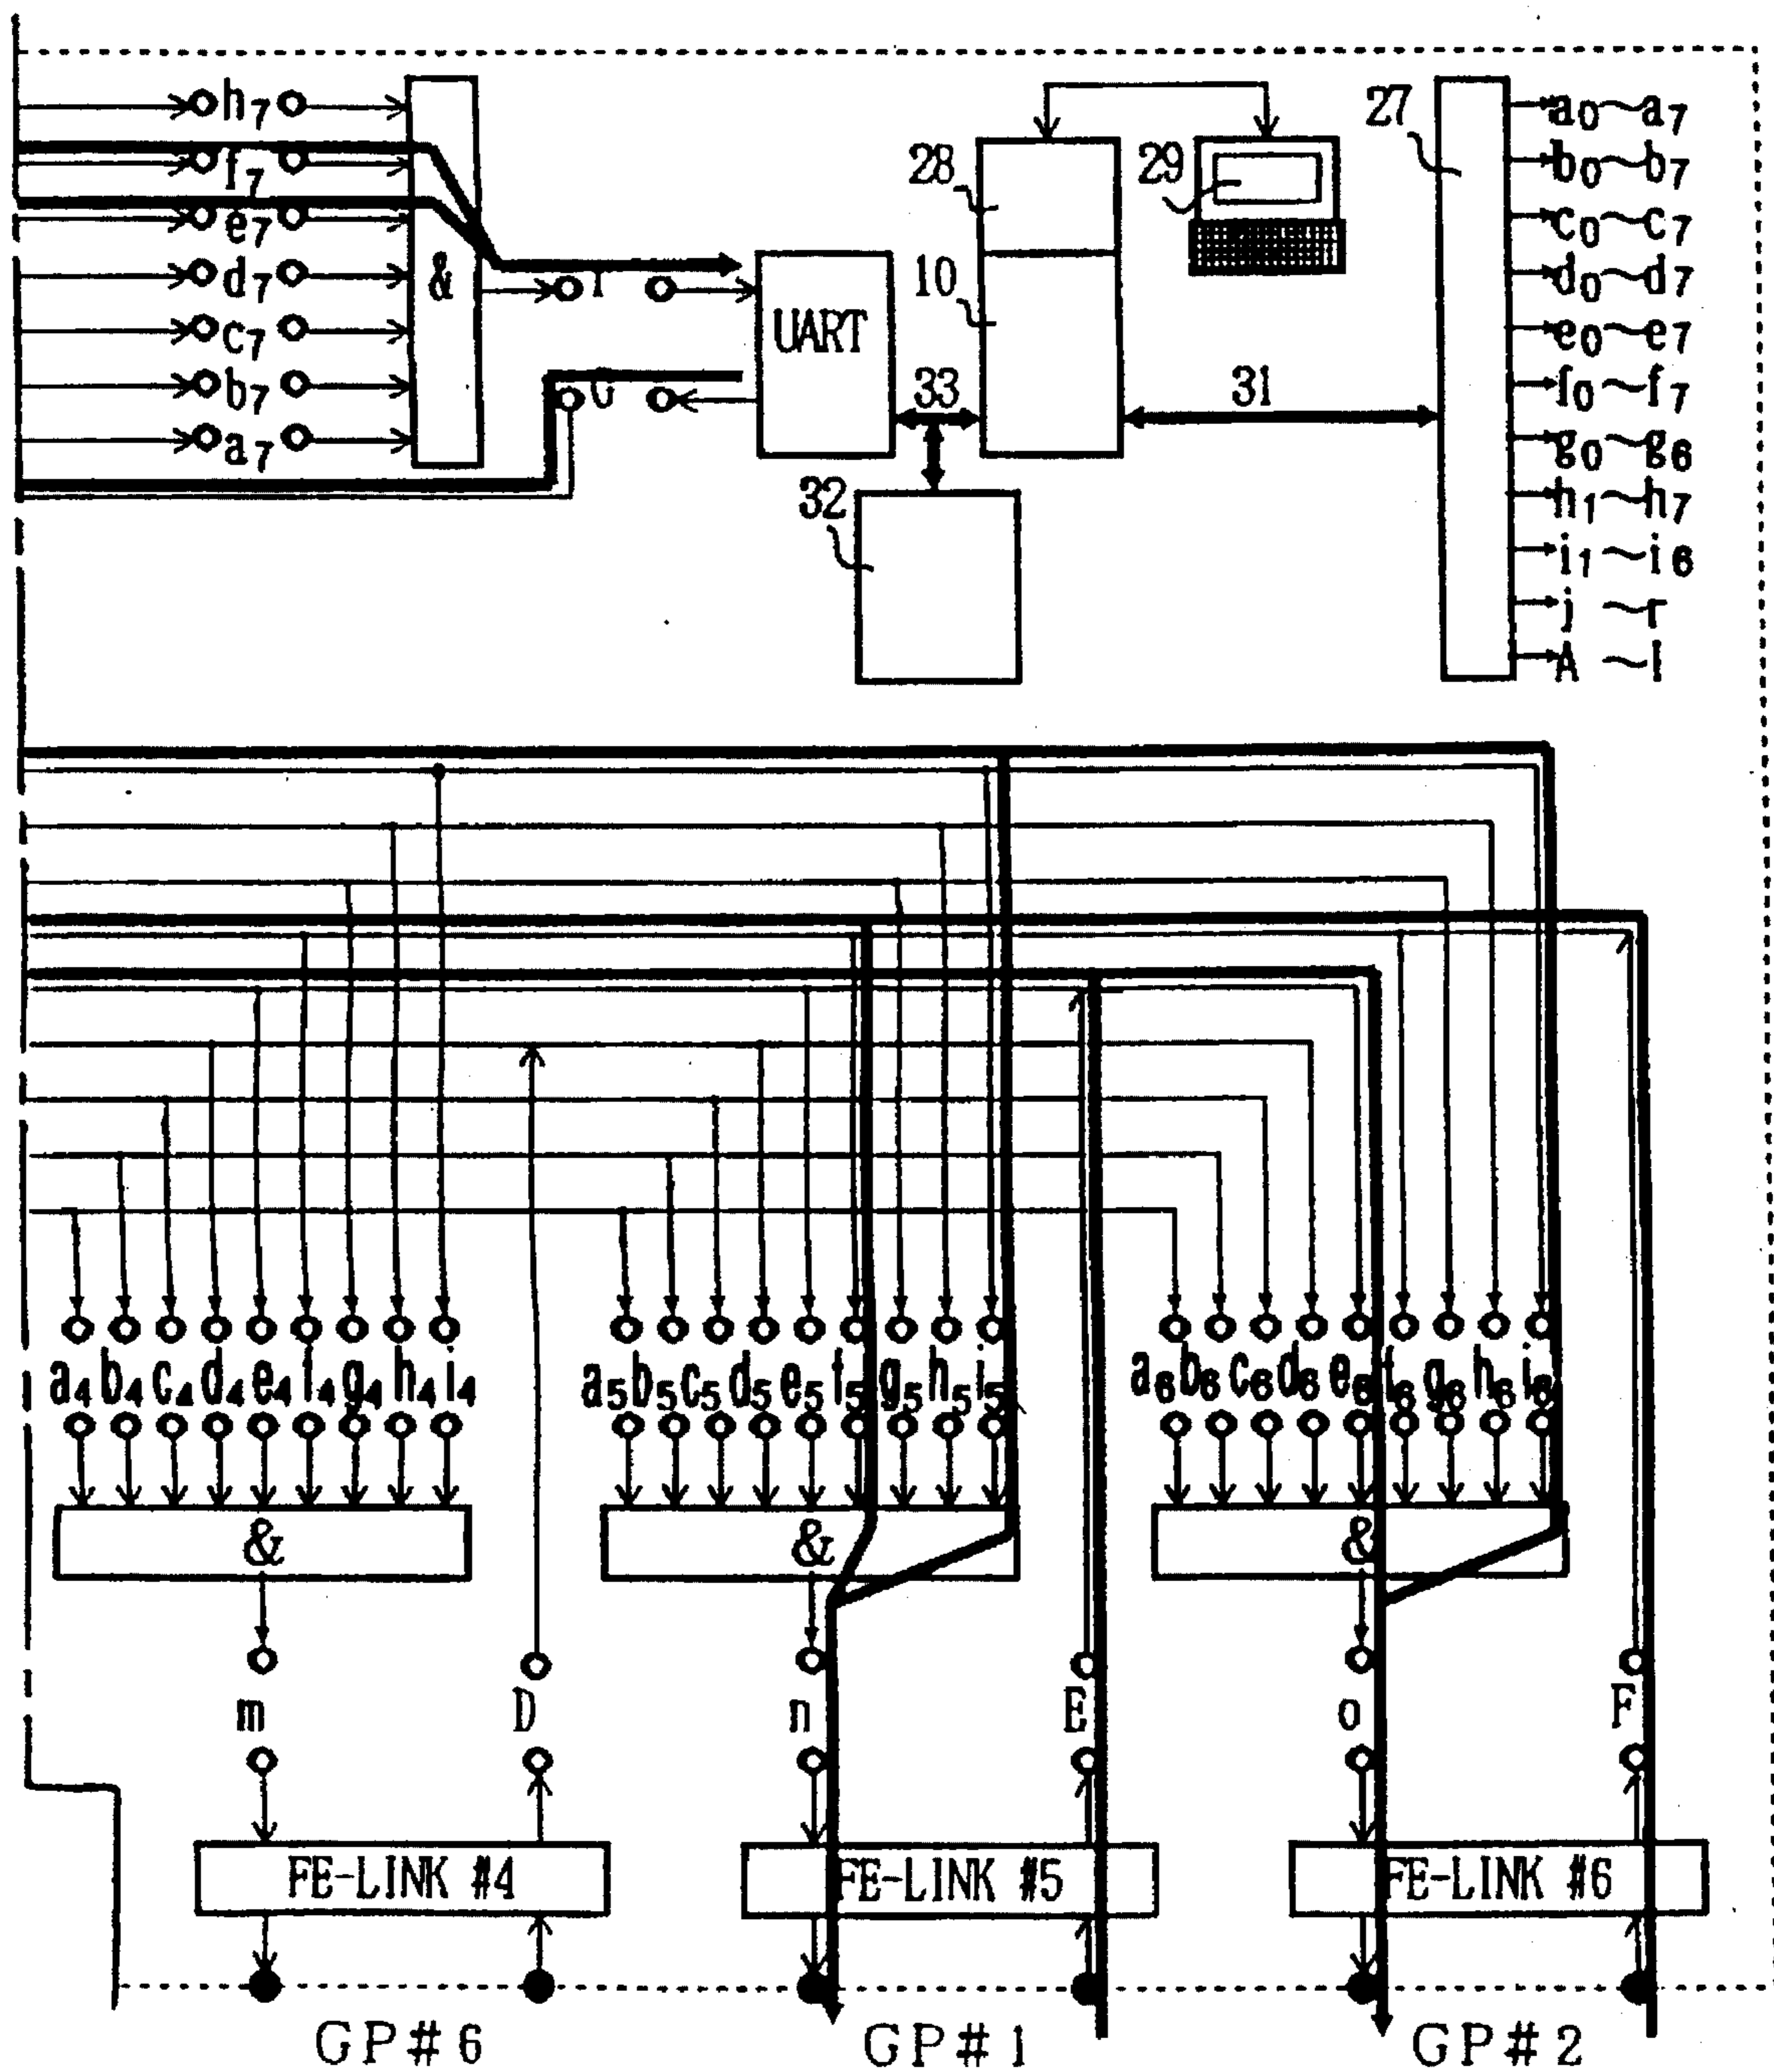 h7
f7
e7
d7
c7
b7
a7
&
UART
28
10
29
27
33
31
32
a0~a7
b0~b7
c0~c7
d0~d7
e0~e7
f0~f7
g0~g6
h1~h7
i1~i6
j ~r
A ~I
a4 b4 c4 d4 e4 f4 g4 h4 i4
a5 b5 c5 d5 e5 f5 g5 h5 i5
a6 b6 c6 d6 e6 f6 g6 h6 i6
& & &
m D n E o F
FE-LINK #4 FE-LINK #5 FE-LINK #6
GP#6 GP#1 GP#2